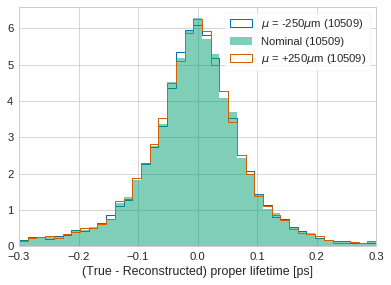 6
5
4
3
2
1
0
μ = -250μm (10509)
Nominal (10509)
μ = +250μm (10509)
−0.3 −0.2 −0.1 0.0 0.1 0.2 0.3
(True - Reconstructed) proper lifetime [ps]